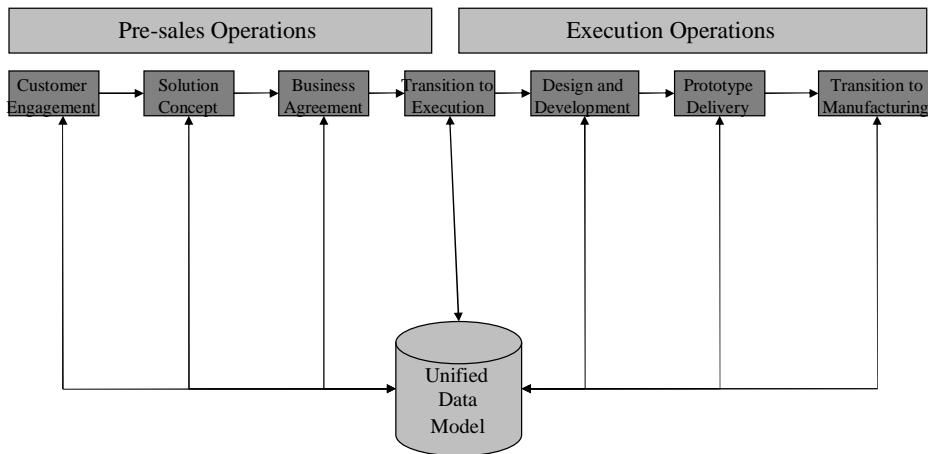 Pre-sales Operations
Execution Operations
Customer
Engagement
Solution
Concept
Business
Agreement
Transition to
Execution
Design and
Development
Prototype
Delivery
Transition to
Manufacturing
Unified
Data
Model